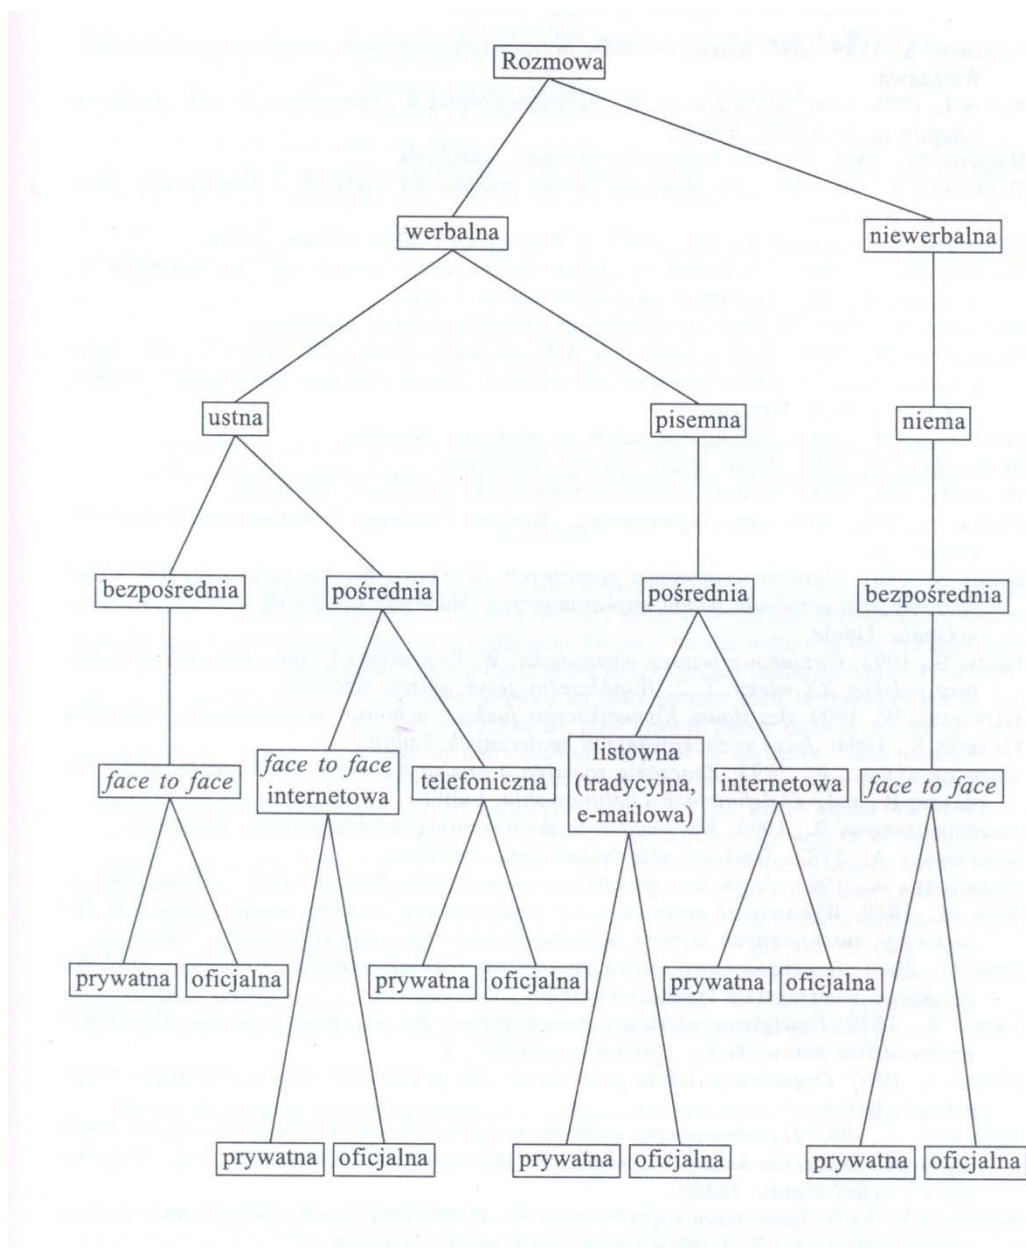 Rozmowa
werbalna
niewerbalna
ustna
pisemna
niema
bezpośrednia
pośrednia
pośrednia
bezpośrednia
face to face
face to face
internetowa
telefoniczna
listowna
(tradycyjna,
e-mailowa)
internetowa
face to face
prywatna
oficjalna
prywatna
oficjalna
prywatna
oficjalna
prywatna
oficjalna
prywatna
oficjalna
prywatna
oficjalna